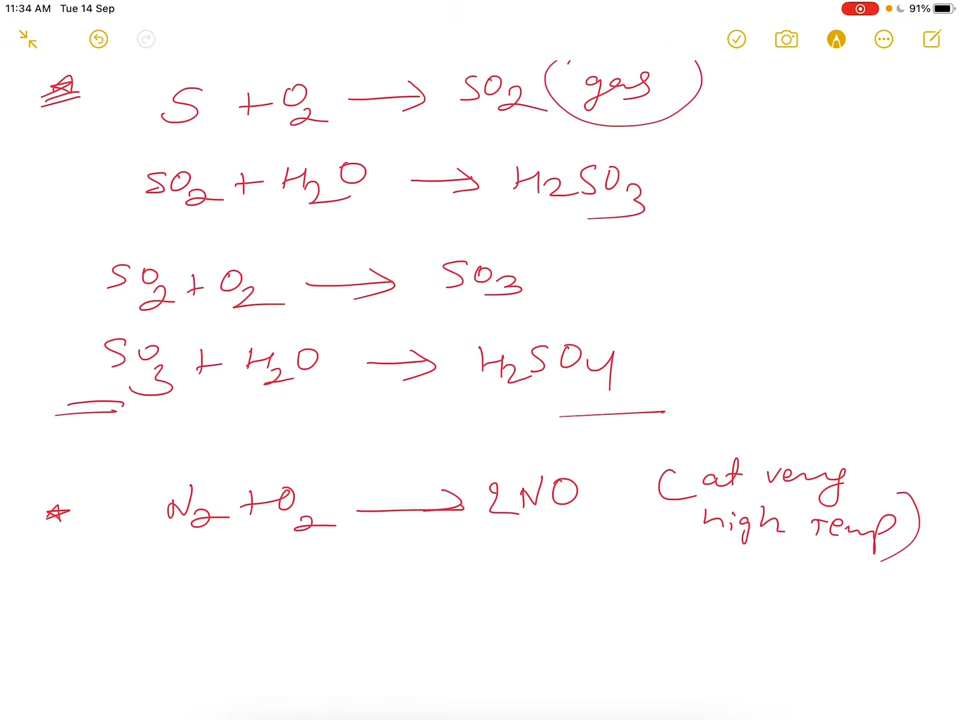 11:34 AM Tue 14 Sep 91%
S + O2 → SO2 (gas)
SO2 + H2O → H2SO3
SO2 + O2 → SO3
SO3 + H2O → H2SO4
N2 + O2 → 2NO (at very
high temp)